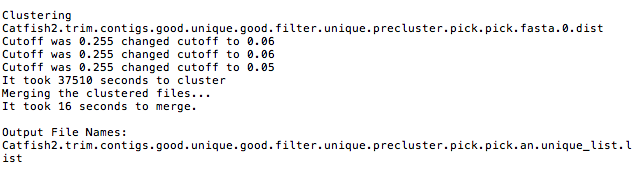 Clustering
Catfish2.trim.contigs.good.unique.good.filter.unique.precluster.pick.pick.fasta.0.dist
Cutoff was 0.255 changed cutoff to 0.06
Cutoff was 0.255 changed cutoff to 0.06
Cutoff was 0.255 changed cutoff to 0.05
It took 37510 seconds to cluster
Merging the clustered files...
It took 16 seconds to merge.
Output File Names:
Catfish2.trim.contigs.good.unique.good.filter.unique.precluster.pick.pick.an.unique_list.l
ist